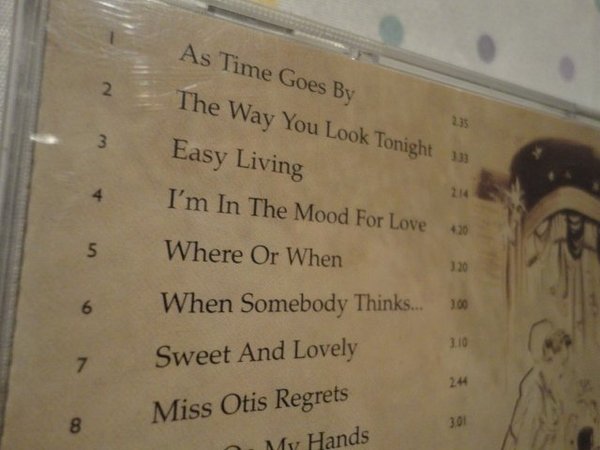 1 As Time Goes By 2.35
2 The Way You Look Tonight 3.33
3 Easy Living 2.14
4 I'm In The Mood For Love 4.20
5 Where Or When 3.20
6 When Somebody Thinks... 3.00
7 Sweet And Lovely 3.10
8 Miss Otis Regrets 2.44
On My Hands 3.01